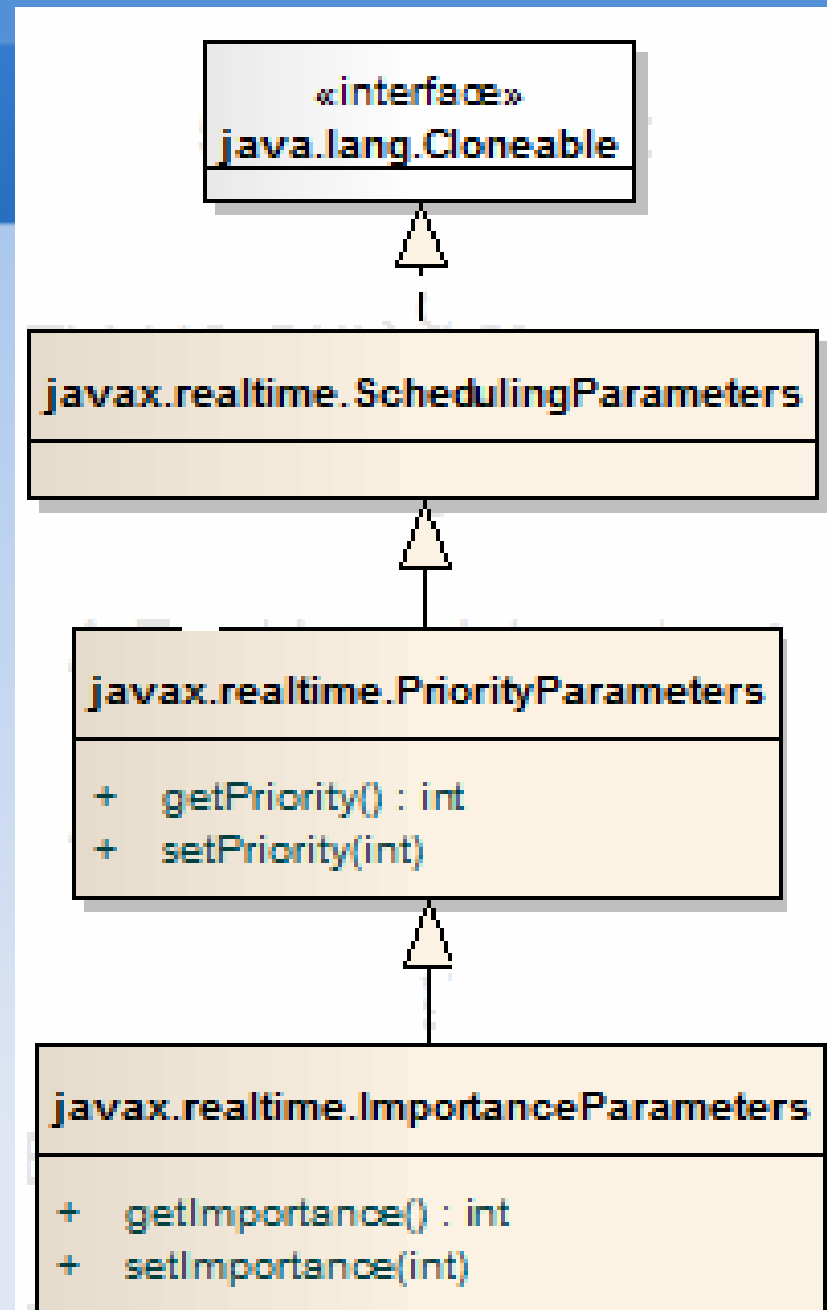 «interface»
java.lang.Cloneable
javax.realtime.SchedulingParameters
javax.realtime.PriorityParameters
+ getPriority() : int
+ setPriority(int)
javax.realtime.ImportanceParameters
+ getImportance() : int
+ setImportance(int)